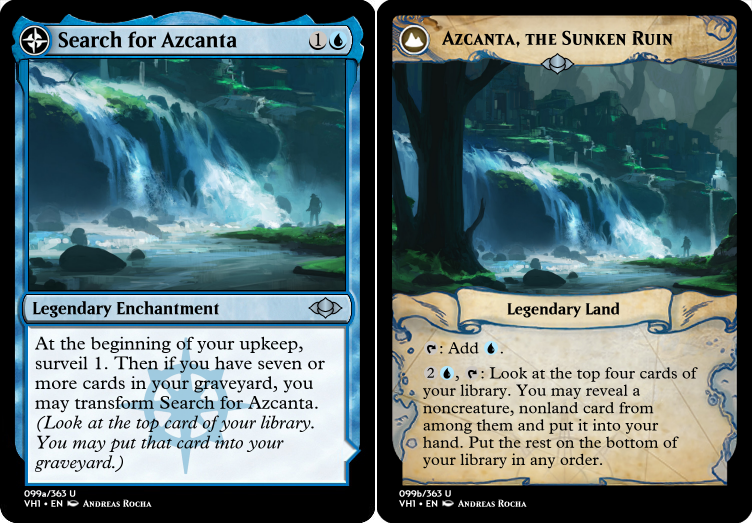 Search for Azcanta 1
Legendary Enchantment
At the beginning of your upkeep,
surveil 1. Then if you have seven or
more cards in your graveyard, you
may transform Search for Azcanta.
(Look at the top card of your library.
You may put that card into your
graveyard.)
099a/363 U
VH1 • EN Andreas Rocha
Azcanta, the Sunken Ruin
Legendary Land
: Add .
2 , : Look at the top four cards of
your library. You may reveal a
noncreature, nonland card from
among them and put it into your
hand. Put the rest on the bottom of
your library in any order.
099b/363 U
VH1 • EN Andreas Rocha